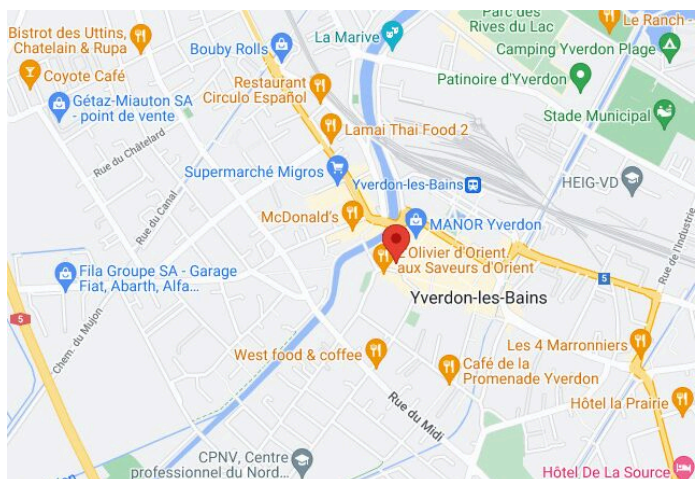 Parc des
Rives du Lac
Le Ranch -
Bistrot des Uttins,
Chatelain & Rupa
Bouby Rolls
La Marive
Camping Yverdon Plage
Coyote Café
Restaurant
Circulo Español
Patinoire d'Yverdon
Gétaz-Miauton SA
- point de vente
Stade Municipal
Lamai Thai Food 2
Rue du Châtelard
Supermarché Migros
Yverdon-les-Bains
HEIG-VD
Rue du Canal
McDonald's
MANOR Yverdon
Rue de l'Industrie
L'Olivier d'Orient,
aux Saveurs d'Orient
Fila Groupe SA - Garage
Fiat, Abarth, Alfa...
5
Yverdon-les-Bains
5
Chem. du Mujon
Les 4 Marronniers
West food & coffee
Café de la
Promenade Yverdon
Rue du Midi
Hôtel la Prairie
CPNV, Centre
professionnel du Nord...
Hôtel De La Source